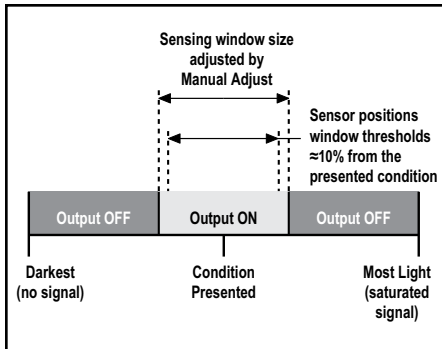 Sensing window size
adjusted by
Manual Adjust
Sensor positions
window thresholds
≈10% from the
presented condition
Output OFF
Output ON
Output OFF
Darkest
(no signal)
Condition
Presented
Most Light
(saturated
signal)